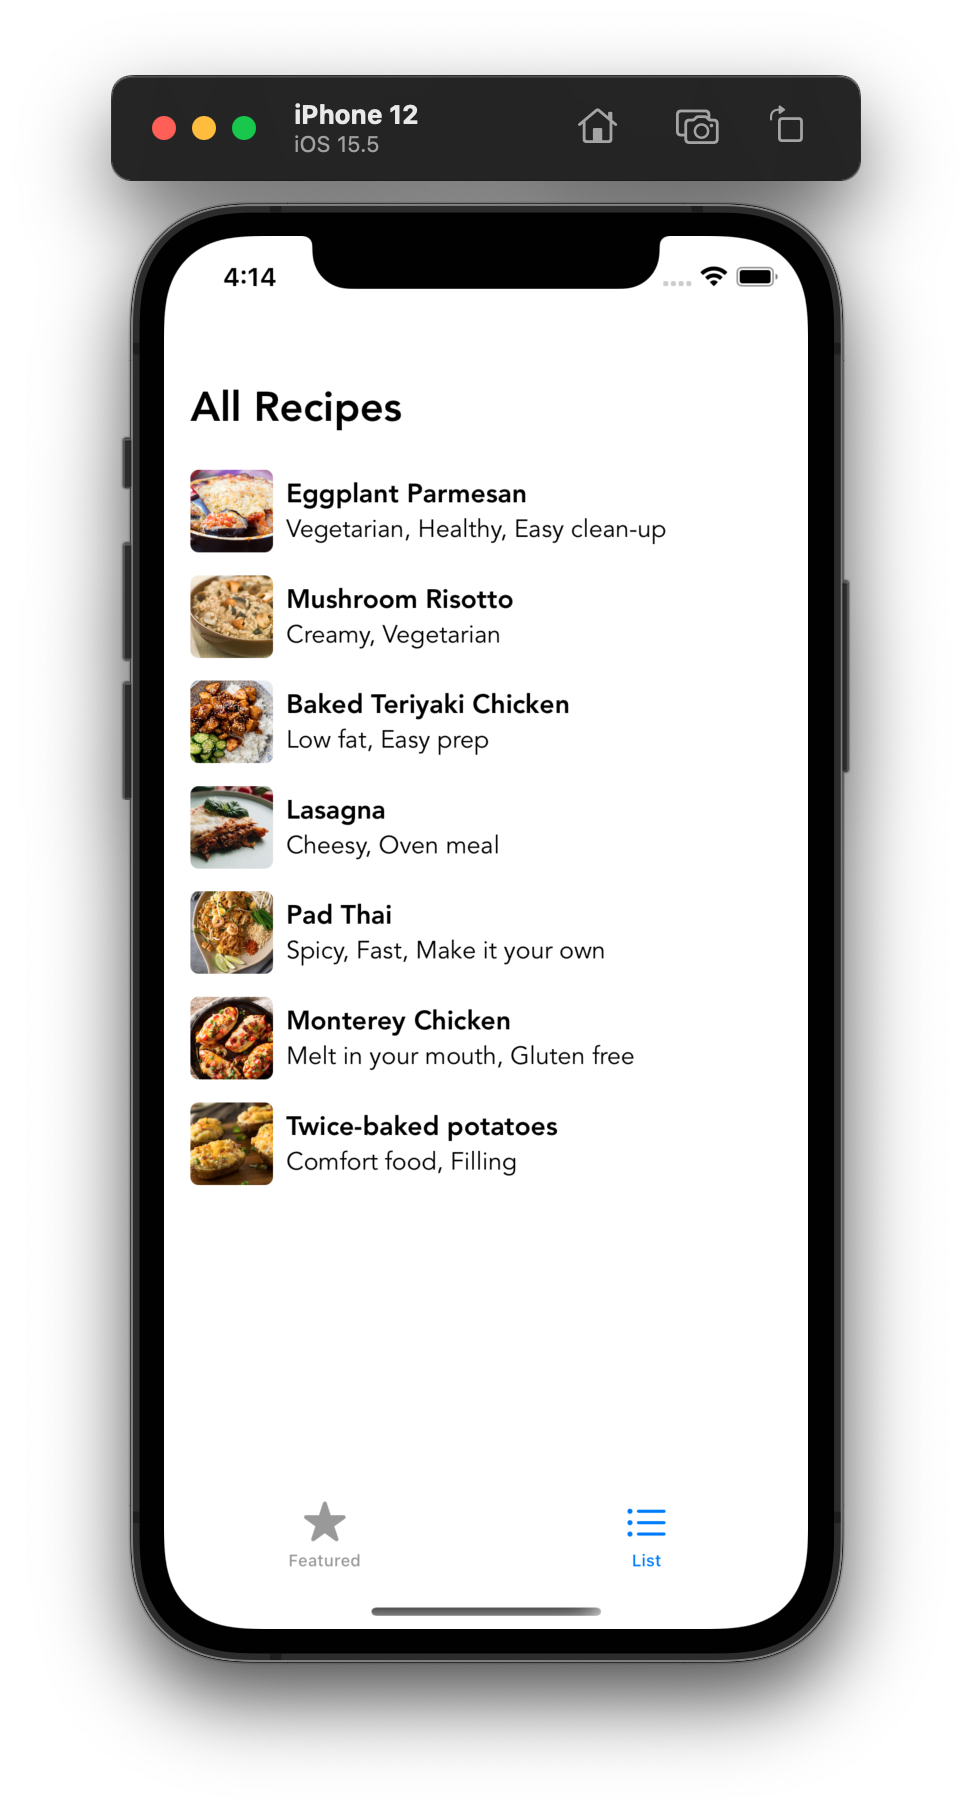 iPhone 12
iOS 15.5
4:14
All Recipes
Eggplant Parmesan
Vegetarian, Healthy, Easy clean-up
Mushroom Risotto
Creamy, Vegetarian
Baked Teriyaki Chicken
Low fat, Easy prep
Lasagna
Cheesy, Oven meal
Pad Thai
Spicy, Fast, Make it your own
Monterey Chicken
Melt in your mouth, Gluten free
Twice-baked potatoes
Comfort food, Filling
Featured
List